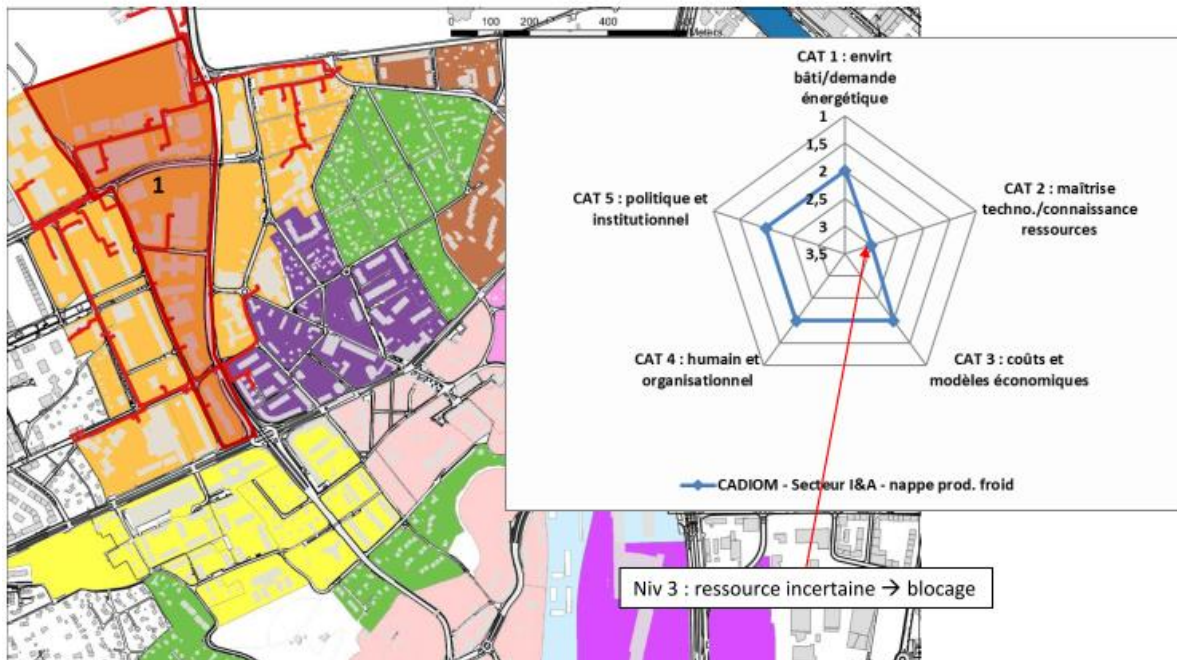 0 100 200 400
Meters
1
CAT 1 : envirt
bâti/demande
énergétique
1
1,5
2
2,5
3
3,5
CAT 2 : maîtrise
techno./connaissance
ressources
CAT 3 : coûts et
modèles économiques
CAT 4 : humain et
organisationnel
CAT 5 : politique et
institutionnel
CADIOM - Secteur I&A - nappe prod. froid
Niv 3 : ressource incertaine → blocage